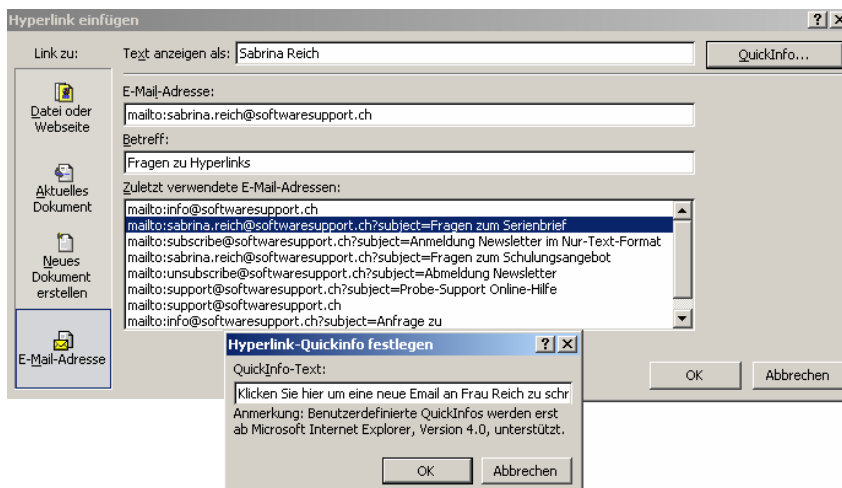 Hyperlink einfügen
Link zu:
Text anzeigen als: Sabrina Reich
QuickInfo...
Datei oder
Webseite
Aktuelles
Dokument
Neues
Dokument
erstellen
E-Mail-Adresse
E-Mail-Adresse:
mailto:sabrina.reich@softwaresupport.ch
Betreff:
Fragen zu Hyperlinks
Zuletzt verwendete E-Mail-Adressen:
mailto:info@softwaresupport.ch
mailto:sabrina.reich@softwaresupport.ch?subject=Fragen zum Serienbrief
mailto:subscribe@softwaresupport.ch?subject=Anmeldung Newsletter im Nur-Text-Format
mailto:sabrina.reich@softwaresupport.ch?subject=Fragen zum Schulungsangebot
mailto:unsubscribe@softwaresupport.ch?subject=Abmeldung Newsletter
mailto:support@softwaresupport.ch?subject=Probe-Support Online-Hilfe
mailto:support@softwaresupport.ch
mailto:info@softwaresupport.ch?subject=Anfrage zu
OK
Abbrechen
Hyperlink-Quickinfo festlegen
QuickInfo-Text:
Klicken Sie hier um eine neue Email an Frau Reich zu schr
Anmerkung: Benutzerdefinierte QuickInfos werden erst
ab Microsoft Internet Explorer, Version 4.0, unterstützt.
OK
Abbrechen